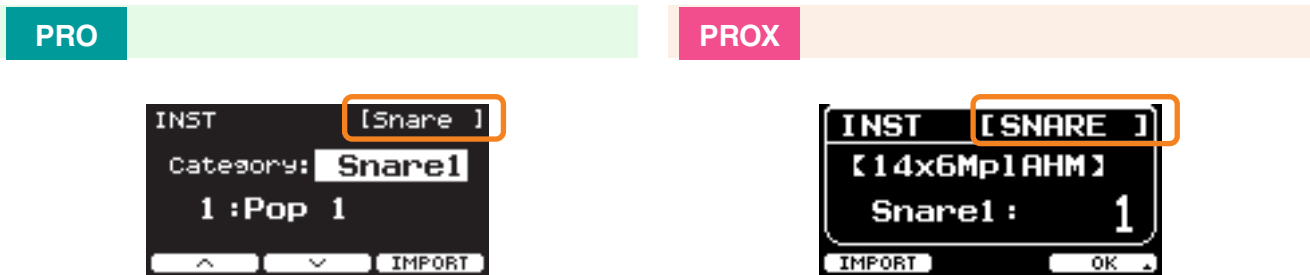 PRO
INST [Snare ]
Category: Snare1
1 :Pop 1
^ v IMPORT
PROX
INST [SNARE ]
【14x6MplAHM】
Snare1: 1
IMPORT OK